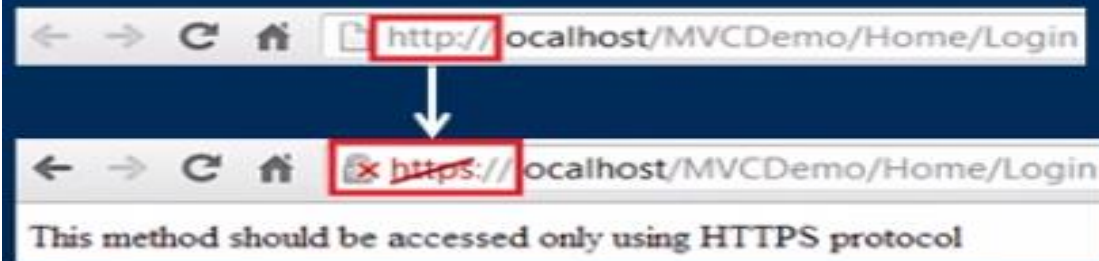 http://ocalhost/MVCDemo/Home/Login
https://ocalhost/MVCDemo/Home/Login
This method should be accessed only using HTTPS protocol